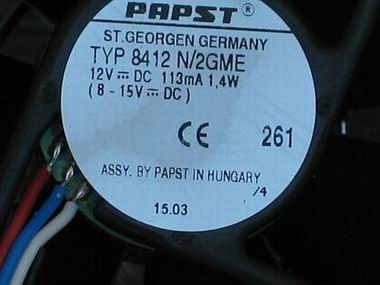 PAPST
ST.GEORGEN GERMANY
TYP 8412 N/2GME
12V⎓DC 113mA 1,4W
(8-15V⎓DC)
CE 261
ASSY. BY PAPST IN HUNGARY
/4
15.03